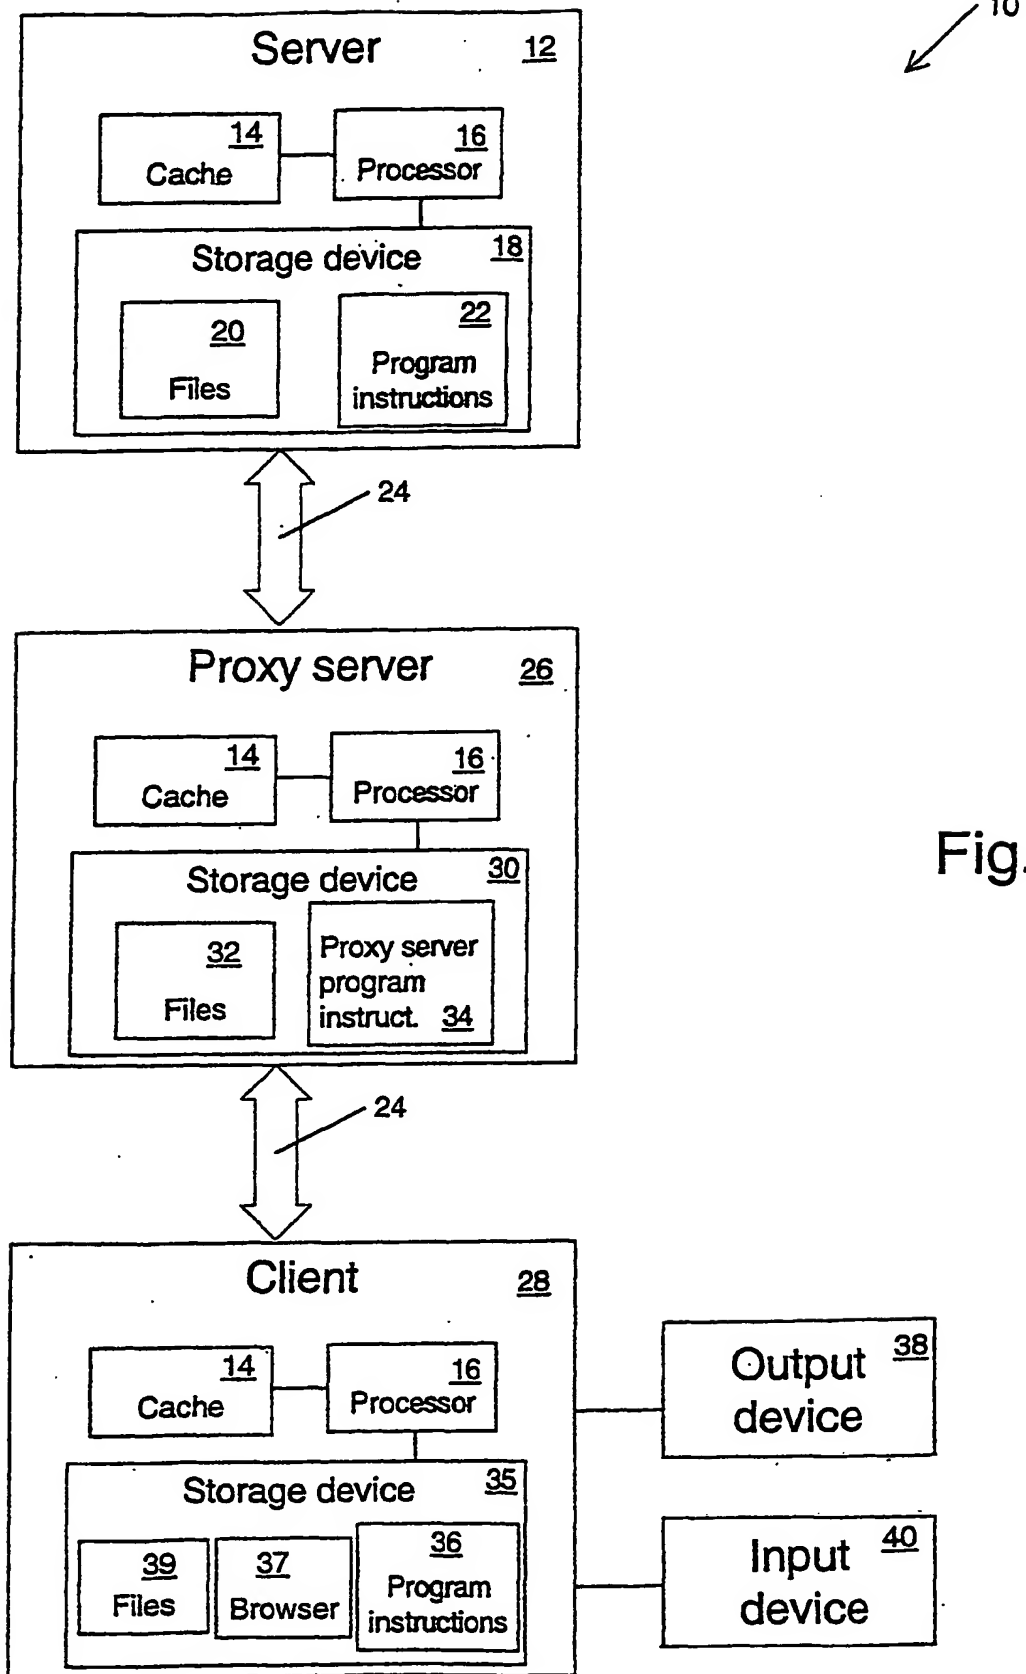 10
Server 12
14
Cache
16
Processor
Storage device 18
20
Files
22
Program
instructions
24
Proxy server 26
14
Cache
16
Processor
Storage device 30
32
Files
Proxy server
program
instruct. 34
Fig.
24
Client 28
14
Cache
16
Processor
Storage device 35
39
Files
37
Browser
36
Program
instructions
Output 38
device
Input 40
device